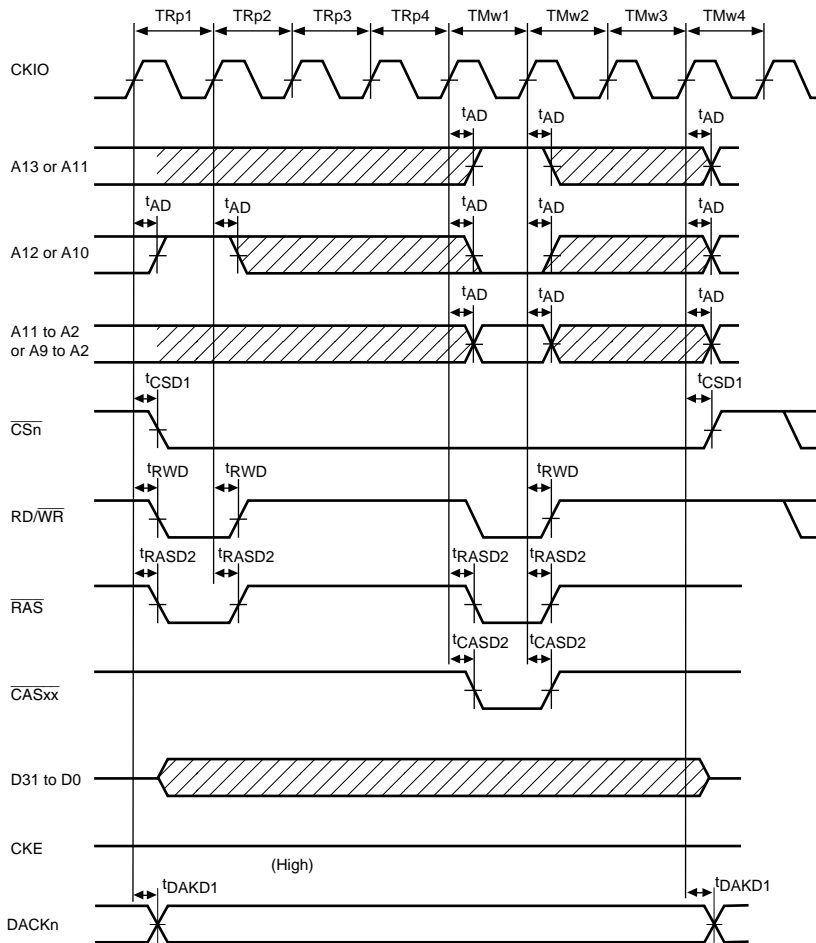 TRp1 TRp2 TRp3 TRp4 TMw1 TMw2 TMw3 TMw4
CKIO
tAD tAD tAD
A13 or A11
tAD tAD tAD tAD tAD
A12 or A10
tAD tAD tAD
A11 to A2
or A9 to A2
tCSD1 tCSD1
CSn
tRWD tRWD tRWD
RD/WR
tRASD2 tRASD2 tRASD2 tRASD2
RAS
tCASD2 tCASD2
CASxx
D31 to D0
CKE
(High)
tDAKD1 tDAKD1
DACKn